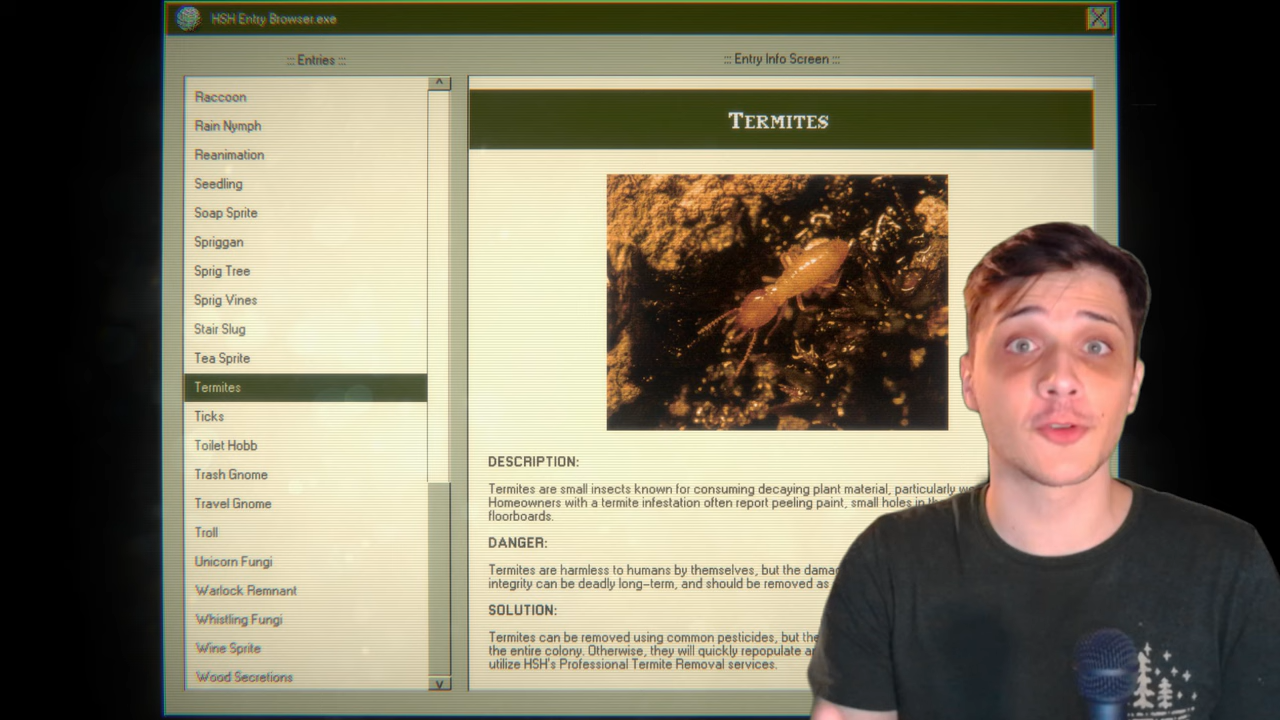 HSH Entry Browser.exe
::: Entries :::
Raccoon
Rain Nymph
Reanimation
Seedling
Soap Sprite
Spriggan
Sprig Tree
Sprig Vines
Stair Slug
Tea Sprite
Termites
Ticks
Toilet Hobb
Trash Gnome
Travel Gnome
Troll
Unicorn Fungi
Warlock Remnant
Whistling Fungi
Wine Sprite
Wood Secretions
::: Entry Info Screen :::
TERMITES
DESCRIPTION:
Termites are small insects known for consuming decaying plant material, particularly
Homeowners with a termite infestation often report peeling paint, small holes in
floorboards.
DANGER:
Termites are harmless to humans by themselves, but the
integrity can be deadly long-term, and should be removed as
SOLUTION:
Termites can be removed using common pesticides, but
the entire colony. Otherwise, they will quickly repopulate
utilize HSH's Professional Termite Removal services.